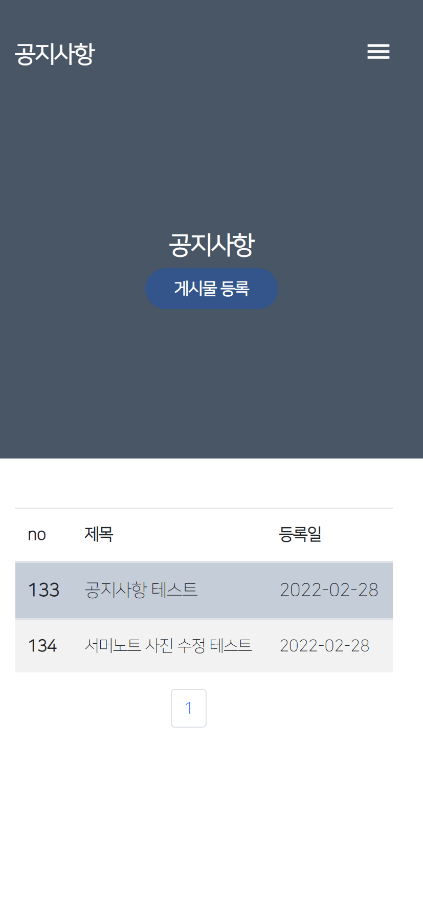 공지사항
공지사항
게시물 등록
no 제목 등록일
133 공지사항 테스트 2022-02-28
134 서머노트 사진 수정 테스트 2022-02-28
1